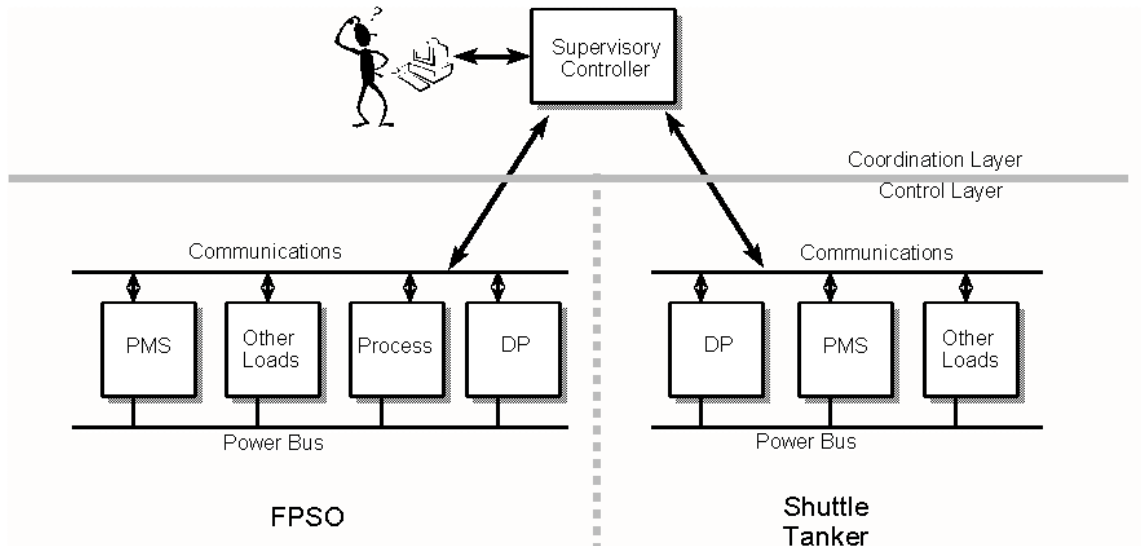 ?
Supervisory
Controller
Coordination Layer
Control Layer
Communications
Communications
PMS
Other
Loads
Process
DP
DP
PMS
Other
Loads
Power Bus
Power Bus
FPSO
Shuttle
Tanker